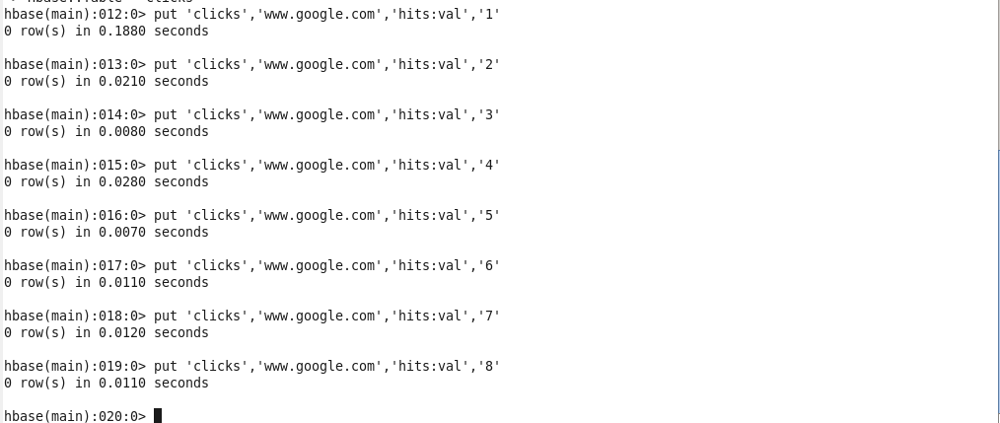 hbase(main):012:0> put 'clicks','www.google.com','hits:val','1'
0 row(s) in 0.1880 seconds
hbase(main):013:0> put 'clicks','www.google.com','hits:val','2'
0 row(s) in 0.0210 seconds
hbase(main):014:0> put 'clicks','www.google.com','hits:val','3'
0 row(s) in 0.0080 seconds
hbase(main):015:0> put 'clicks','www.google.com','hits:val','4'
0 row(s) in 0.0280 seconds
hbase(main):016:0> put 'clicks','www.google.com','hits:val','5'
0 row(s) in 0.0070 seconds
hbase(main):017:0> put 'clicks','www.google.com','hits:val','6'
0 row(s) in 0.0110 seconds
hbase(main):018:0> put 'clicks','www.google.com','hits:val','7'
0 row(s) in 0.0120 seconds
hbase(main):019:0> put 'clicks','www.google.com','hits:val','8'
0 row(s) in 0.0110 seconds
hbase(main):020:0>